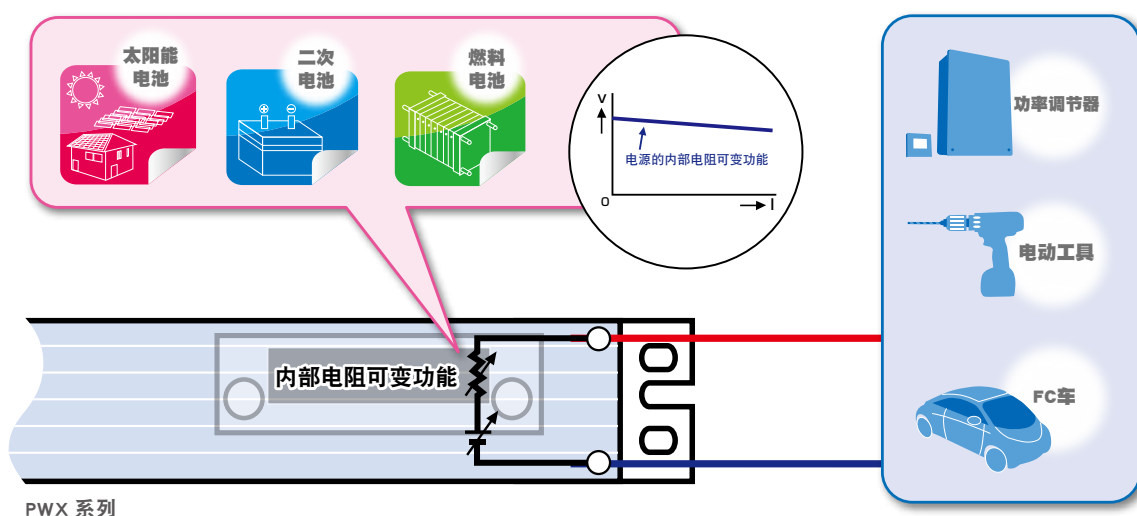 太阳能
电池
二次
电池
燃料
电池
V
电源的内部电阻可变功能
O
I
功率调节器
电动工具
FC车
内部电阻可变功能
PWX 系列